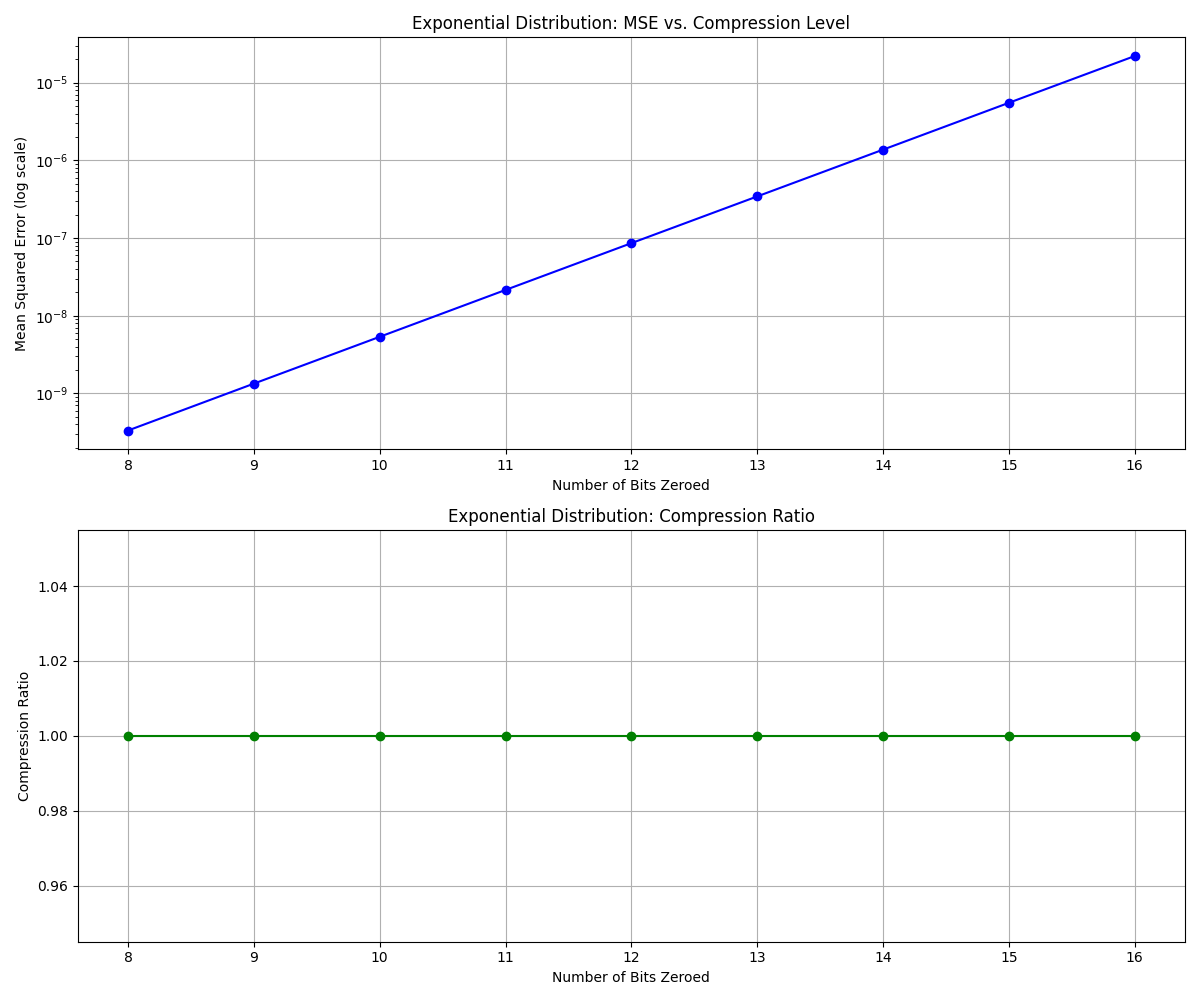 Exponential Distribution: MSE vs. Compression Level
Mean Squared Error (log scale)
10⁻⁵
10⁻⁶
10⁻⁷
10⁻⁸
10⁻⁹
8 9 10 11 12 13 14 15 16
Number of Bits Zeroed
Exponential Distribution: Compression Ratio
Compression Ratio
1.04
1.02
1.00
0.98
0.96
8 9 10 11 12 13 14 15 16
Number of Bits Zeroed